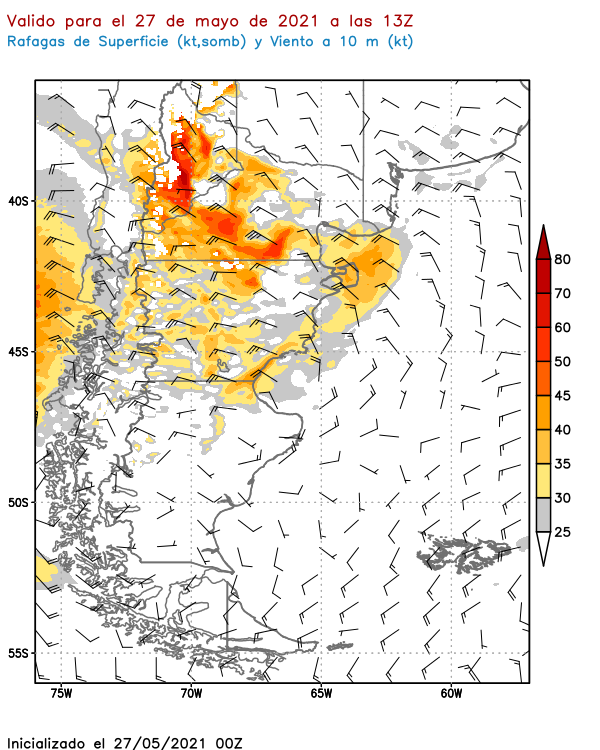 Valido para el 27 de mayo de 2021 a las 13Z
Rafagas de Superficie (kt,somb) y Viento a 10 m (kt)
40S
45S
50S
55S
75W 70W 65W 60W
80
70
60
50
45
40
35
30
25
Inicializado el 27/05/2021 00Z